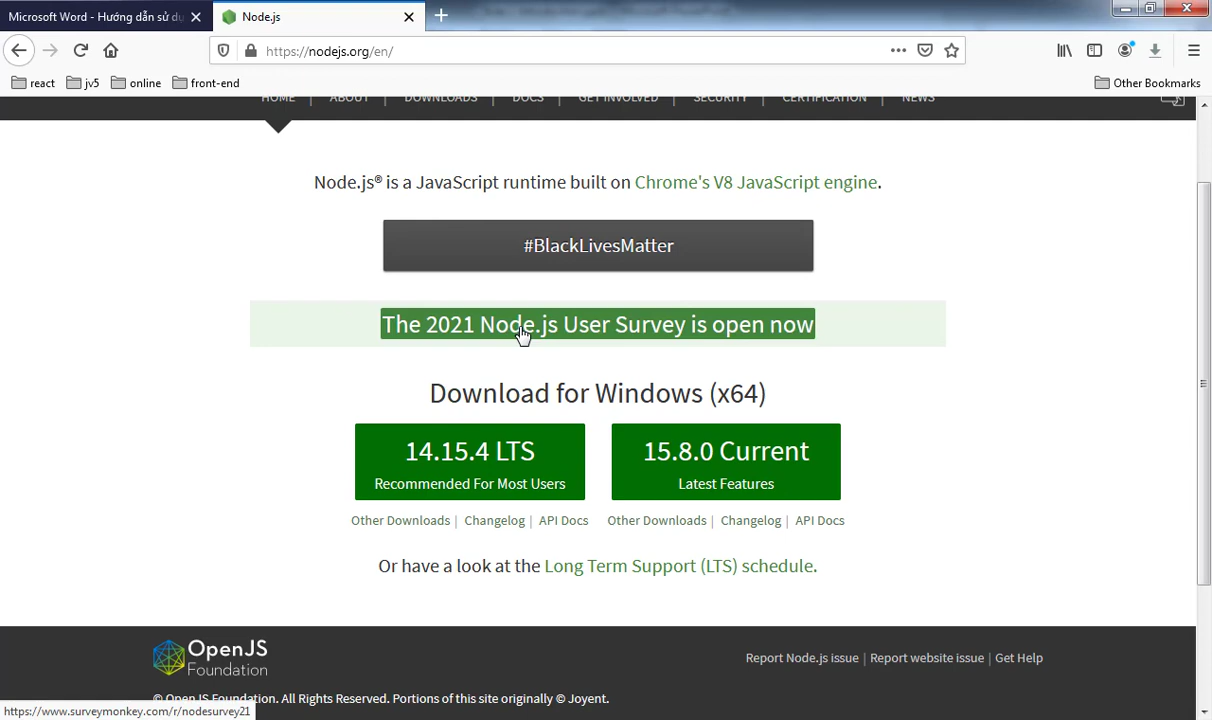 Microsoft Word - Hướng dẫn sử dụ
Node.js
https://nodejs.org/en/
react
jv5
online
front-end
Other Bookmarks
HOME | ABOUT | DOWNLOADS | DOCS | GET INVOLVED | SECURITY | CERTIFICATION | NEWS
Node.js® is a JavaScript runtime built on Chrome's V8 JavaScript engine.
#BlackLivesMatter
The 2021 Node.js User Survey is open now
Download for Windows (x64)
14.15.4 LTS
Recommended For Most Users
15.8.0 Current
Latest Features
Other Downloads | Changelog | API Docs
Other Downloads | Changelog | API Docs
Or have a look at the Long Term Support (LTS) schedule.
OpenJS
Foundation
Report Node.js issue | Report website issue | Get Help
© OpenJS Foundation. All Rights Reserved. Portions of this site originally © Joyent.
https://www.surveymonkey.com/r/nodesurvey21